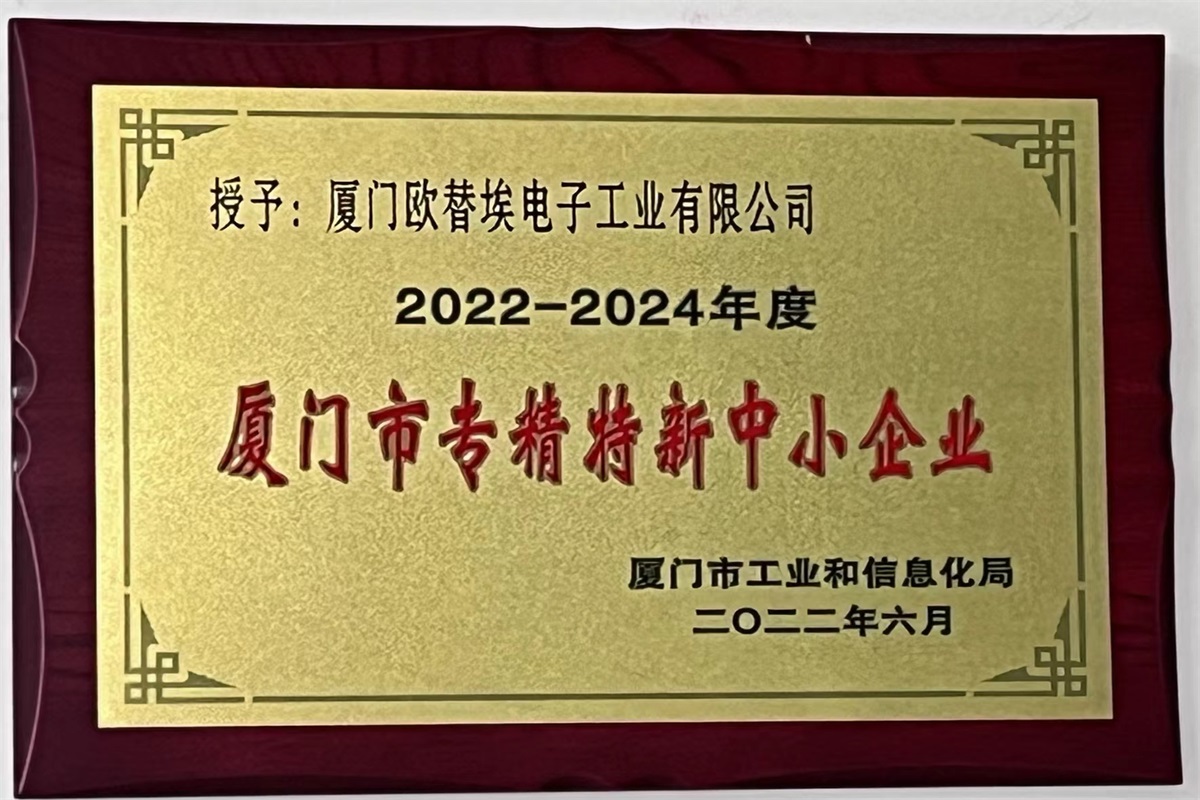 授予：厦门欧替埃电子工业有限公司
2022-2024年度
厦门市专精特新中小企业
厦门市工业和信息化局
二〇二二年六月